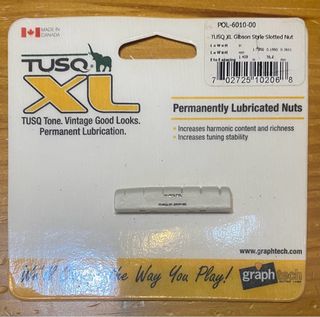 MADE IN
CANADA
TUSQ
XL
TUSQ Tone. Vintage Good Looks.
Permanent Lubrication.
POL-6010-00
TUSQ XL Gibson Style Slotted Nut
7 02725 10206 8
Permanently Lubricated Nuts
• Increases harmonic content and richness
• Increases tuning stability
www.graphtech.com
the Way You Play!
graph tech